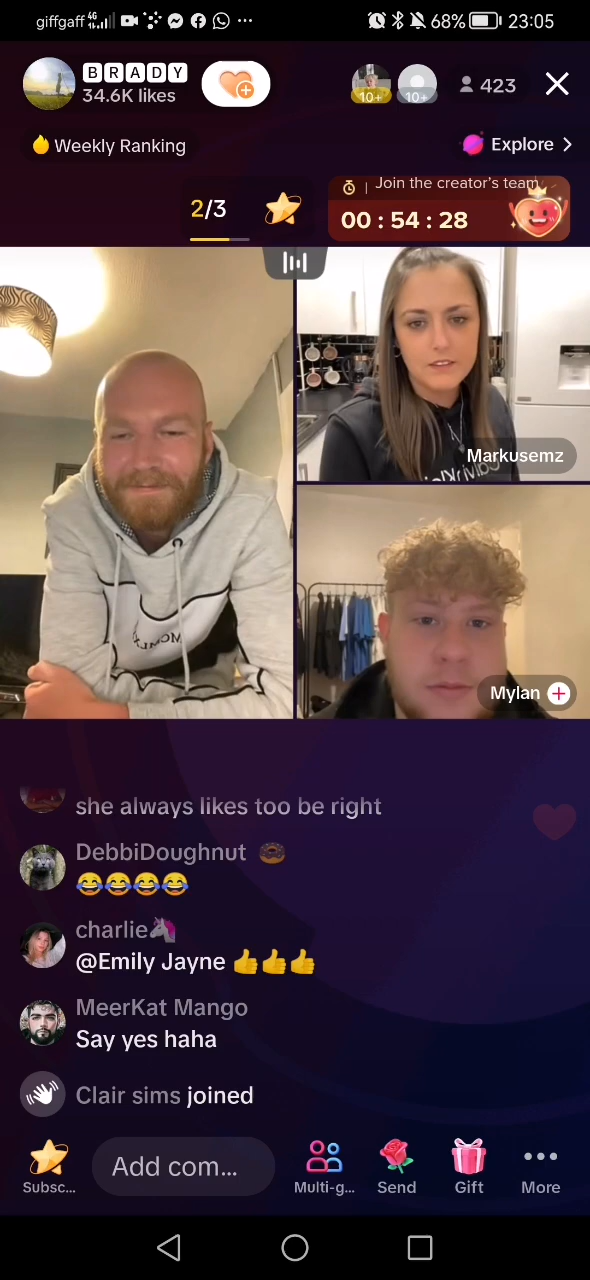 giffgaff 4G 68% 23:05
BRADY
34.6K likes
10+ 10+ 423
Weekly Ranking
Explore
2/3
Join the creator's team
00 : 54 : 28
Markusemz
Mylan
she always likes too be right
DebbiDoughnut 🍩
😂😂😂😂
charlie🦄
@Emily Jayne 👍👍👍
MeerKat Mango
Say yes haha
Clair sims joined
Add com...
Subsc... Multi-g... Send Gift More